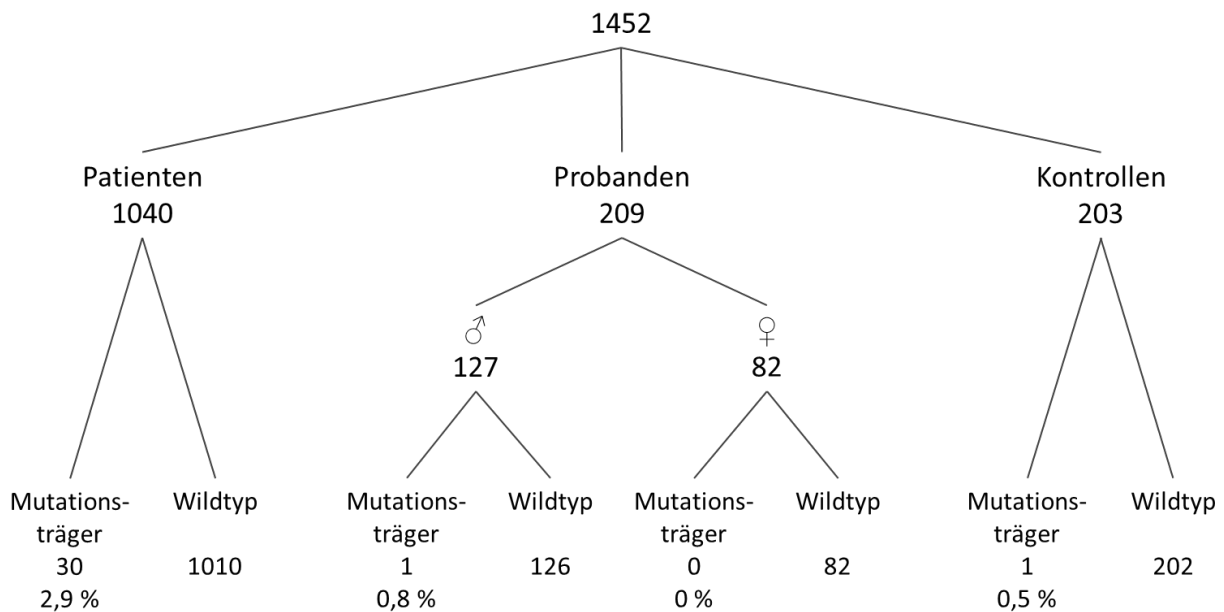 1452
Patienten
1040
Probanden
209
Kontrollen
203
♂
127
♀
82
Mutations-
träger
30
2,9 %
Wildtyp
1010
Mutations-
träger
1
0,8 %
Wildtyp
126
Mutations-
träger
0
0 %
Wildtyp
82
Mutations-
träger
1
0,5 %
Wildtyp
202